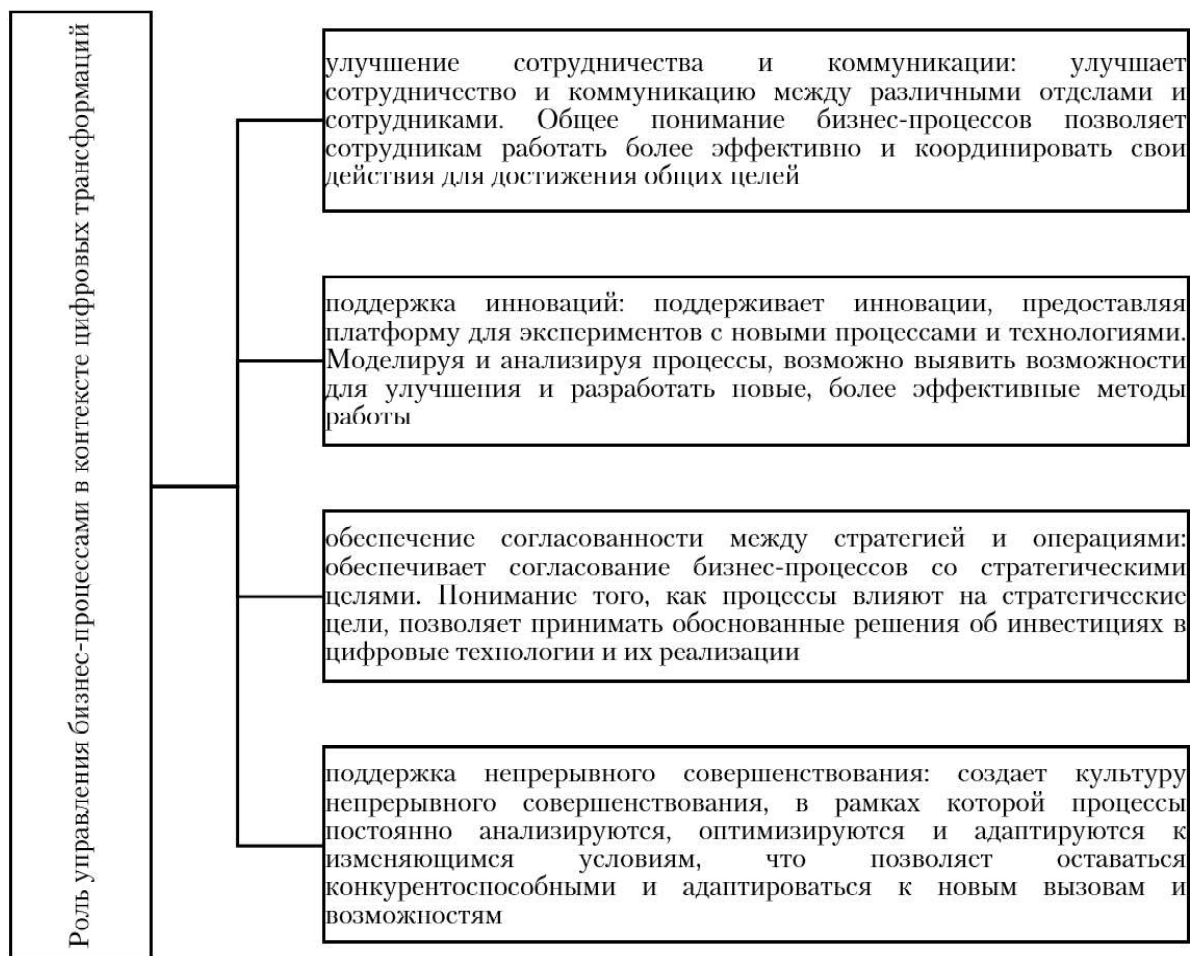 Роль управления бизнес-процессами в контексте цифровых трансформаций
улучшение сотрудничества и коммуникации: улучшает
сотрудничество и коммуникацию между различными отделами и
сотрудниками. Общее понимание бизнес-процессов позволяет
сотрудникам работать более эффективно и координировать свои
действия для достижения общих целей
поддержка инноваций: поддерживает инновации, предоставляя
платформу для экспериментов с новыми процессами и технологиями.
Моделируя и анализируя процессы, возможно выявить возможности
для улучшения и разработать новые, более эффективные методы
работы
обеспечение согласованности между стратегией и операциями:
обеспечивает согласование бизнес-процессов со стратегическими
целями. Понимание того, как процессы влияют на стратегические
цели, позволяет принимать обоснованные решения об инвестициях в
цифровые технологии и их реализации
поддержка непрерывного совершенствования: создает культуру
непрерывного совершенствования, в рамках которой процессы
постоянно анализируются, оптимизируются и адаптируются к
изменяющимся условиям, что позволяет оставаться
конкурентоспособными и адаптироваться к новым вызовам и
возможностям